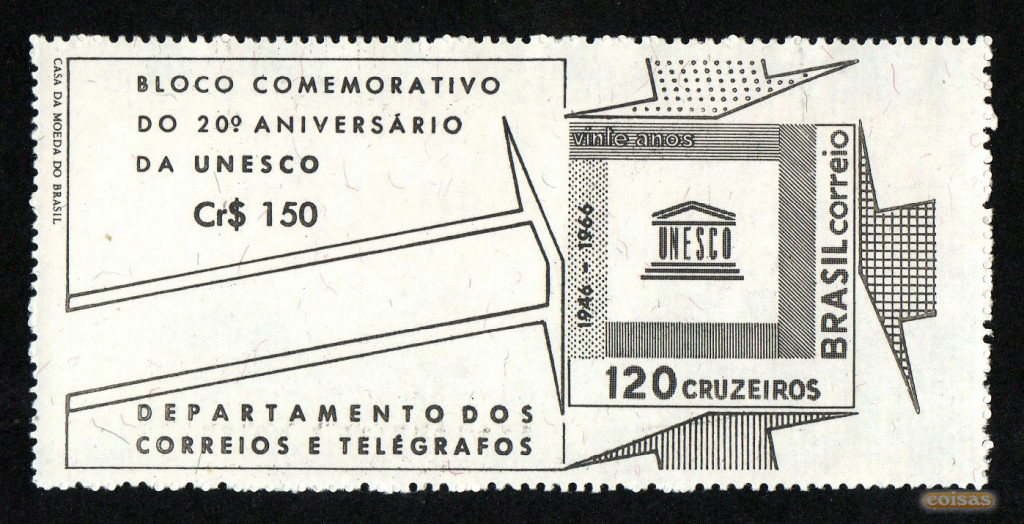 CASA DA MOEDA DO BRASIL
BLOCO COMEMORATIVO
DO 20º ANIVERSÁRIO
DA UNESCO
Cr$ 150
DEPARTAMENTO DOS
CORREIOS E TELÉGRAFOS
vinte anos
1946-1966
UNESCO
BRASIL correio
120 CRUZEIROS
coisas